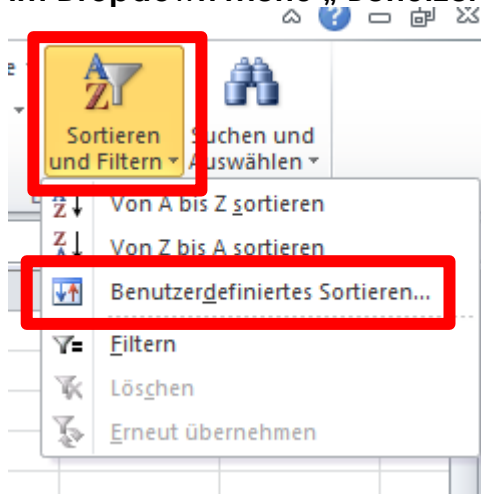 Sortieren Suchen und
und Filtern Auswählen
Von A bis Z sortieren
Von Z bis A sortieren
Benutzerdefiniertes Sortieren...
Filtern
Löschen
Erneut übernehmen